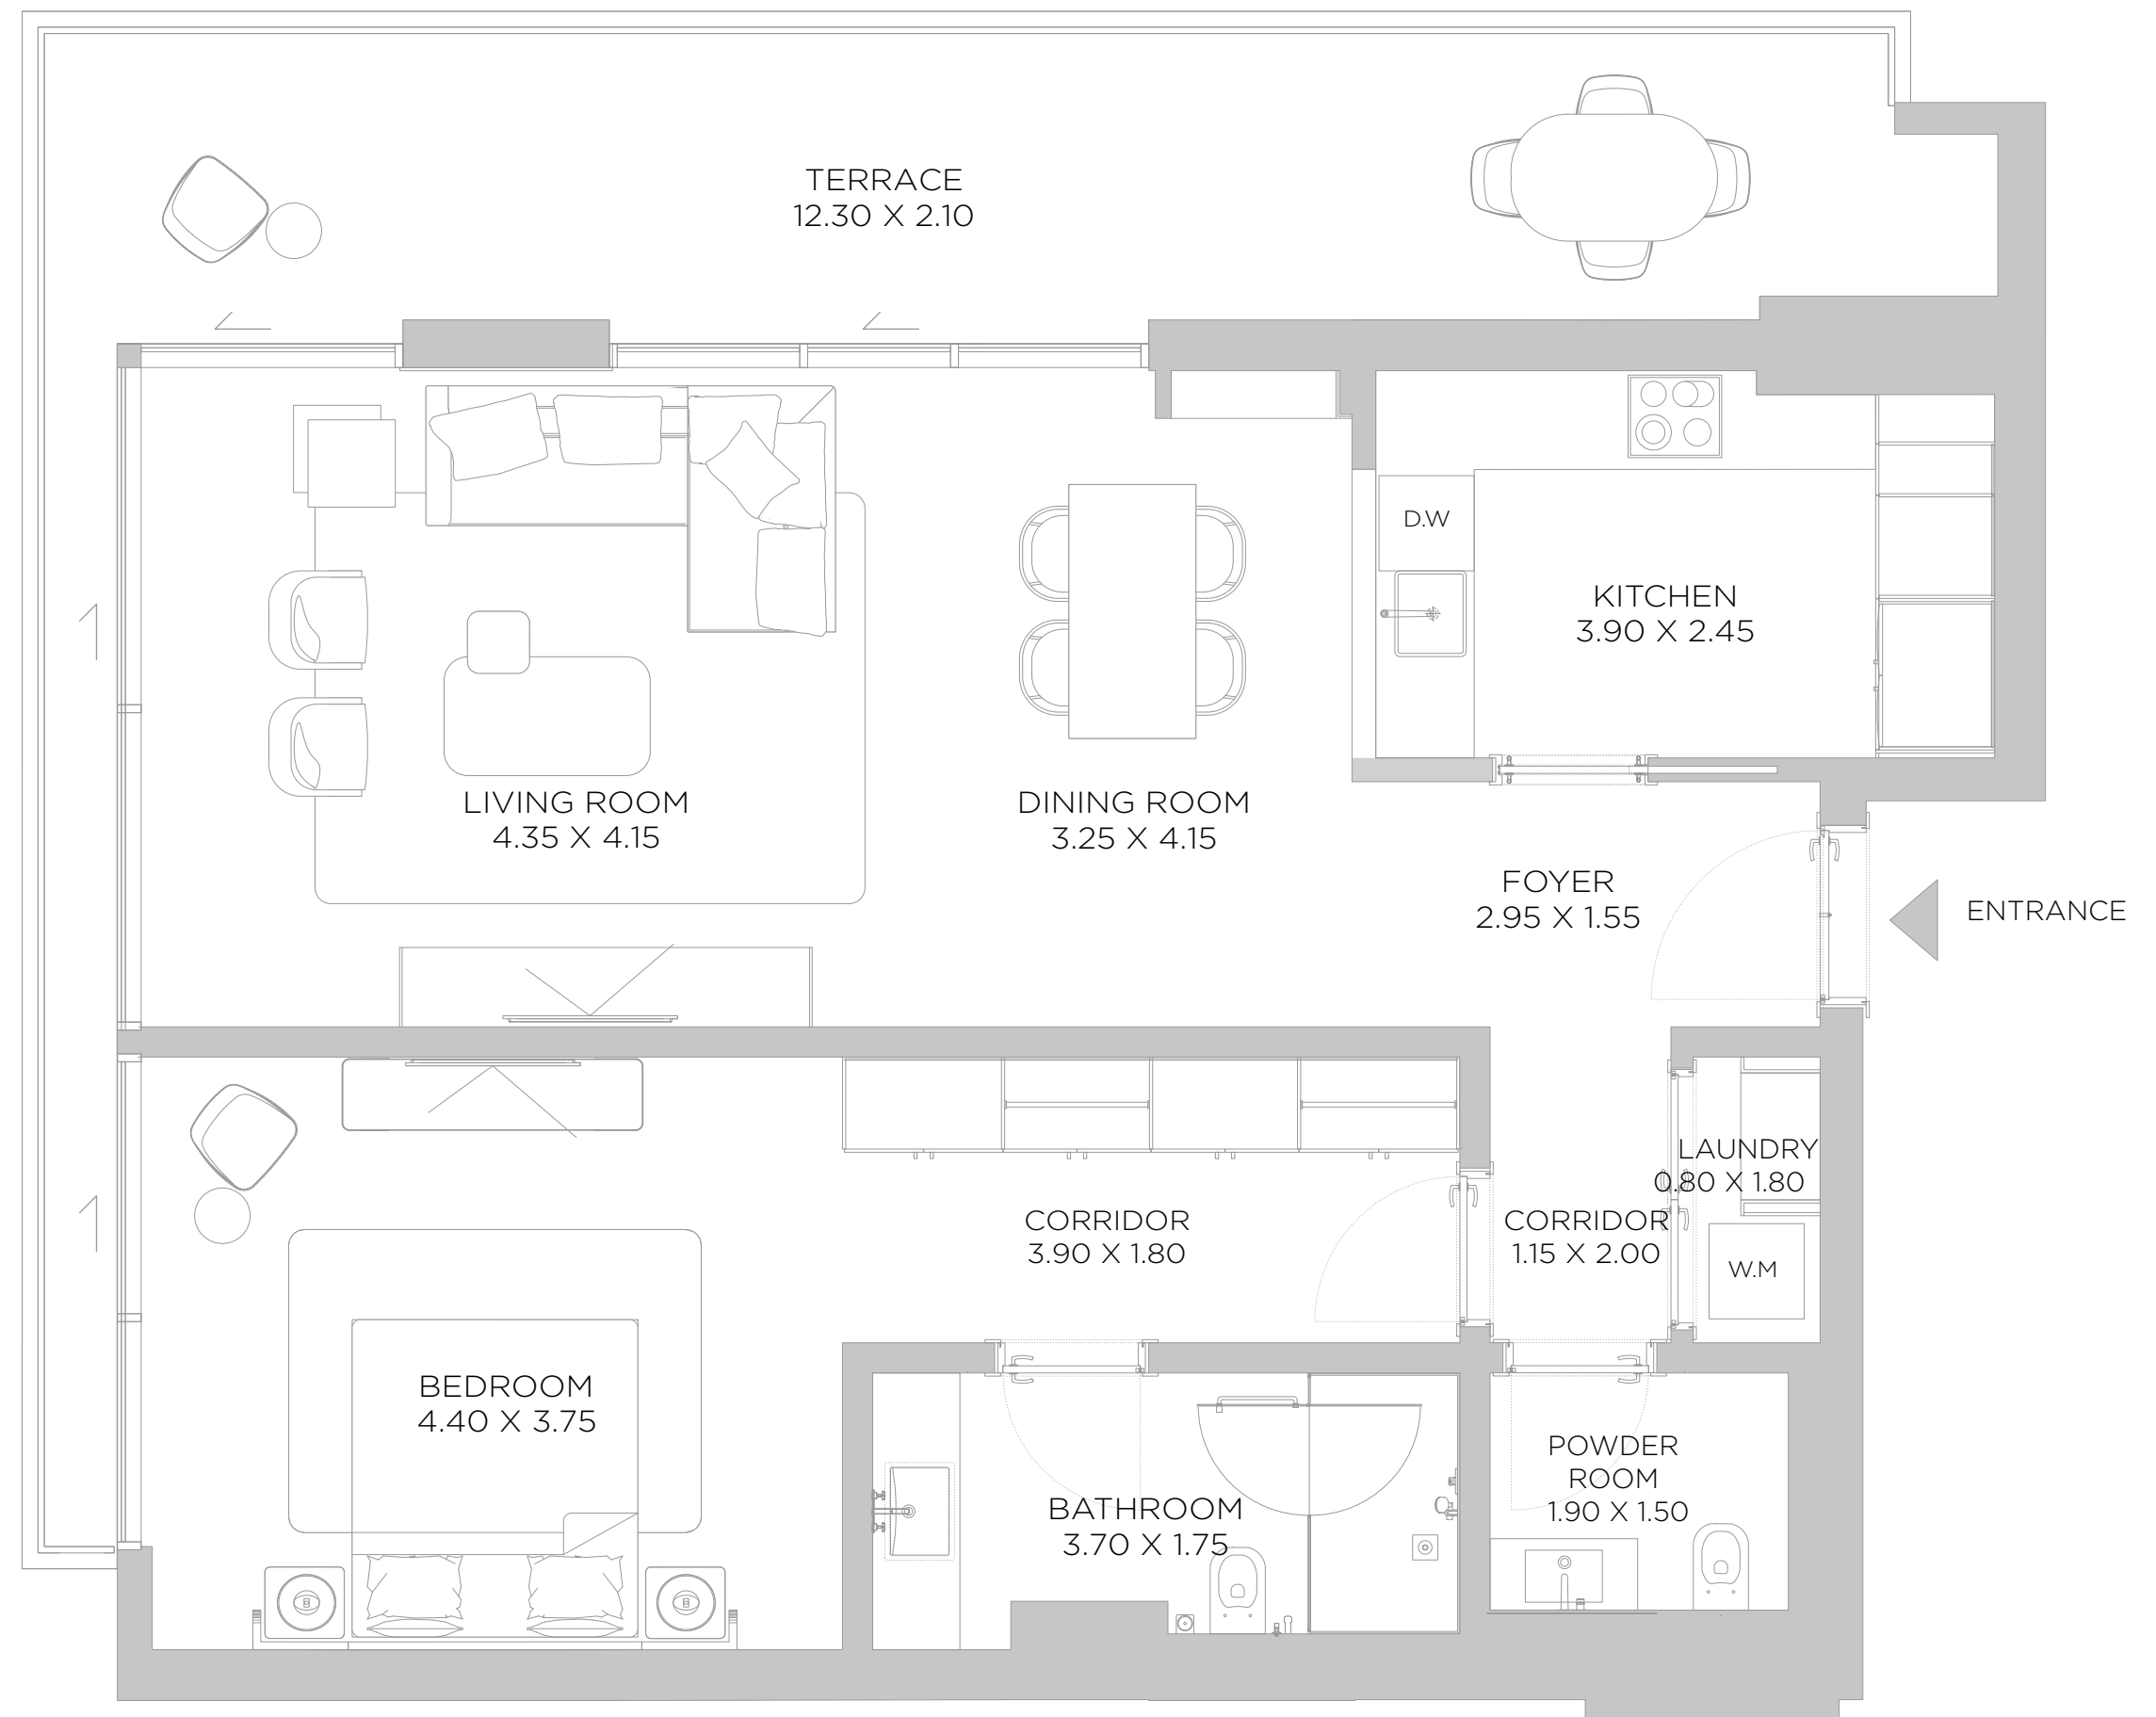 TERRACE
12.30 X 2.10
D.W
KITCHEN
3.90 X 2.45
LIVING ROOM
4.35 X 4.15
DINING ROOM
3.25 X 4.15
FOYER
2.95 X 1.55
ENTRANCE
LAUNDRY
0.80 X 1.80
CORRIDOR
3.90 X 1.80
CORRIDOR
1.15 X 2.00
W.M
BEDROOM
4.40 X 3.75
POWDER
ROOM
1.90 X 1.50
BATHROOM
3.70 X 1.75